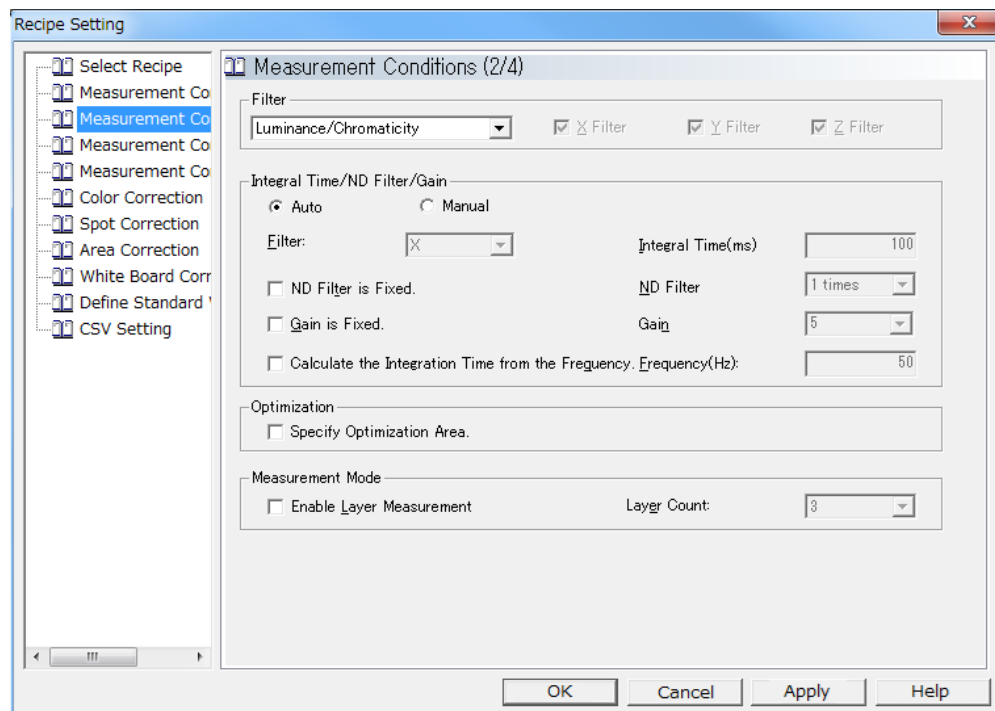 Recipe Setting
Select Recipe
Measurement Co
Measurement Co
Measurement Co
Measurement Co
Color Correction
Spot Correction
Area Correction
White Board Corr
Define Standard
CSV Setting
Measurement Conditions (2/4)
Filter
Luminance/Chromaticity X Filter Y Filter Z Filter
Integral Time/ND Filter/Gain
Auto Manual
Filter: X Integral Time(ms) 100
ND Filter is Fixed. ND Filter 1 times
Gain is Fixed. Gain 5
Calculate the Integration Time from the Frequency. Frequency(Hz): 50
Optimization
Specify Optimization Area.
Measurement Mode
Enable Layer Measurement Layer Count: 3
OK Cancel Apply Help